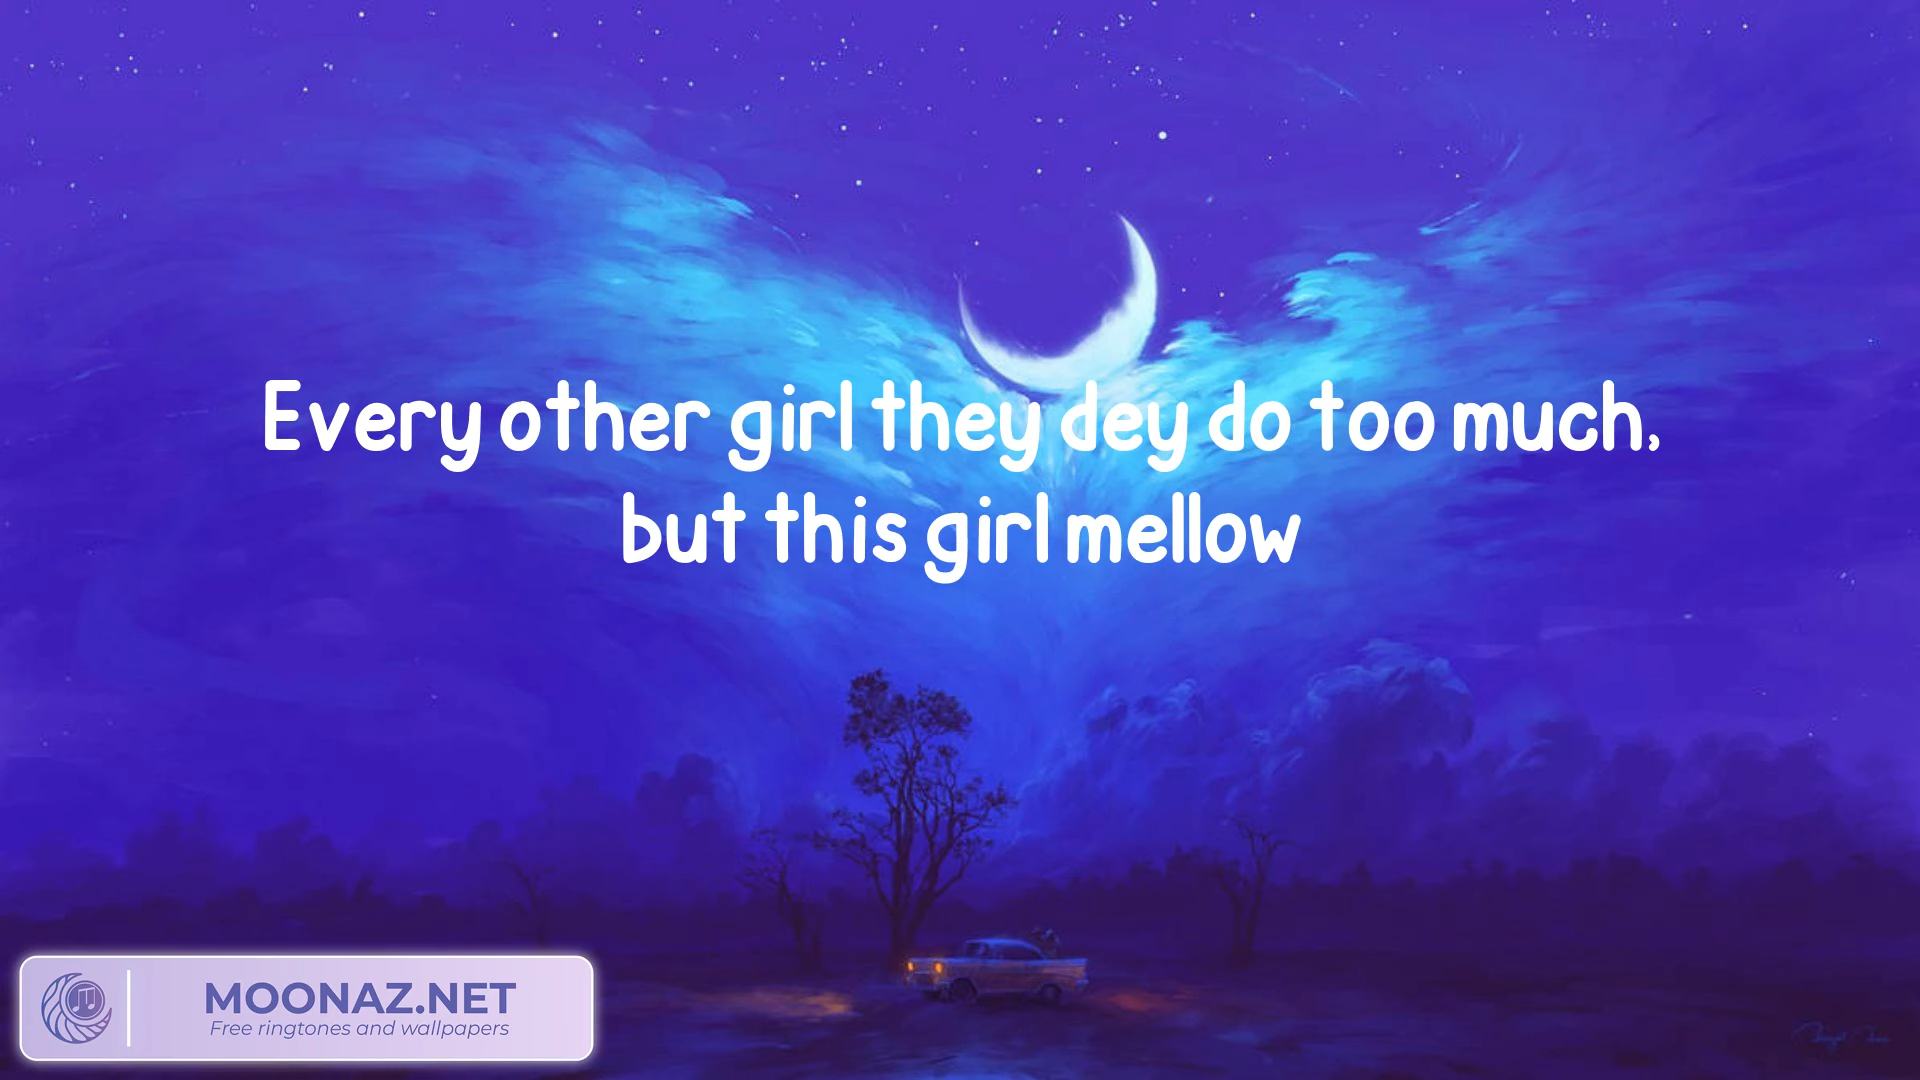 Every other girl they dey do too much,
but this girl mellow
MOONAZ.NET
Free ringtones and wallpapers